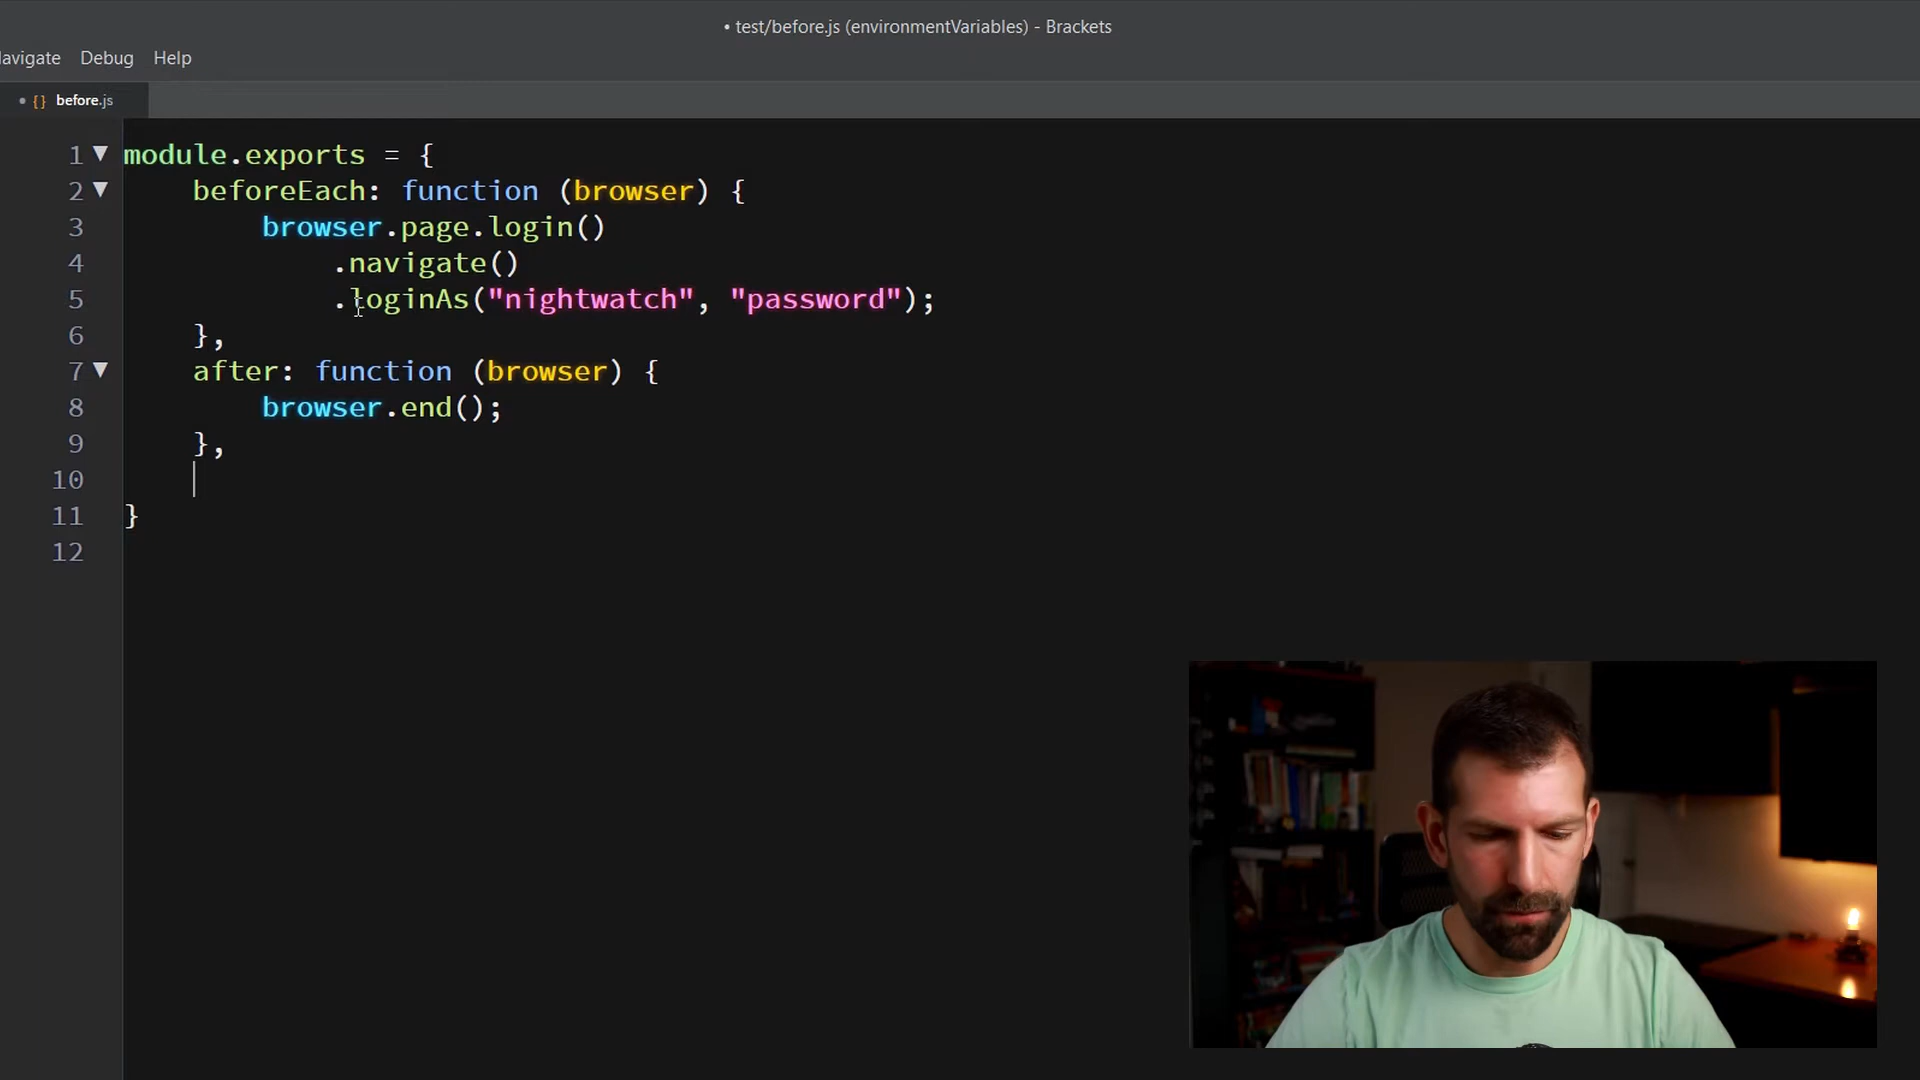 • test/before.js (environmentVariables) - Brackets
Navigate Debug Help
• {} before.js
1 ▼ module.exports = {
2 ▼ beforeEach: function (browser) {
3 browser.page.login()
4 .navigate()
5 .loginAs("nightwatch", "password");
6 },
7 ▼ after: function (browser) {
8 browser.end();
9 },
10
11 }
12